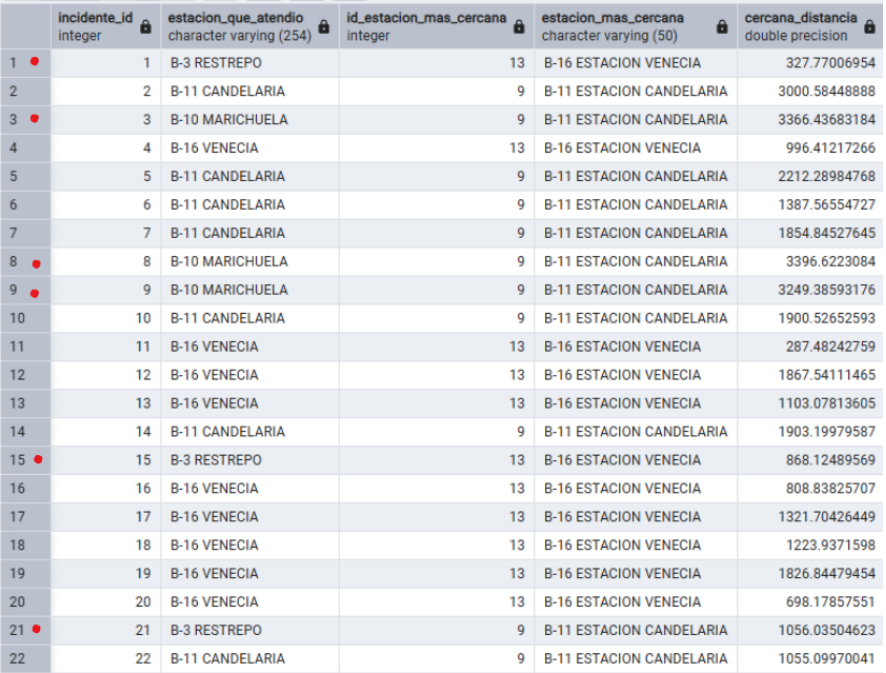 incidente_id estacion_que_atendio id_estacion_mas_cercana estacion_mas_cercana cercana_distancia
integer character varying (254) integer character varying (50) double precision
1 1 B-3 RESTREPO 13 B-16 ESTACION VENECIA 327.77006954
2 2 B-11 CANDELARIA 9 B-11 ESTACION CANDELARIA 3000.58448888
3 3 B-10 MARICHUELA 9 B-11 ESTACION CANDELARIA 3366.43683184
4 4 B-16 VENECIA 13 B-16 ESTACION VENECIA 996.41217266
5 5 B-11 CANDELARIA 9 B-11 ESTACION CANDELARIA 2212.28984768
6 6 B-11 CANDELARIA 9 B-11 ESTACION CANDELARIA 1387.56554727
7 7 B-11 CANDELARIA 9 B-11 ESTACION CANDELARIA 1854.84527645
8 8 B-10 MARICHUELA 9 B-11 ESTACION CANDELARIA 3396.6223084
9 9 B-10 MARICHUELA 9 B-11 ESTACION CANDELARIA 3249.38593176
10 10 B-11 CANDELARIA 9 B-11 ESTACION CANDELARIA 1900.52652593
11 11 B-16 VENECIA 13 B-16 ESTACION VENECIA 287.48242759
12 12 B-16 VENECIA 13 B-16 ESTACION VENECIA 1867.54111465
13 13 B-16 VENECIA 13 B-16 ESTACION VENECIA 1103.07813605
14 14 B-11 CANDELARIA 9 B-11 ESTACION CANDELARIA 1903.19979587
15 15 B-3 RESTREPO 13 B-16 ESTACION VENECIA 868.12489569
16 16 B-16 VENECIA 13 B-16 ESTACION VENECIA 808.83825707
17 17 B-16 VENECIA 13 B-16 ESTACION VENECIA 1321.70426449
18 18 B-16 VENECIA 13 B-16 ESTACION VENECIA 1223.9371598
19 19 B-16 VENECIA 13 B-16 ESTACION VENECIA 1826.84479454
20 20 B-16 VENECIA 13 B-16 ESTACION VENECIA 698.17857551
21 21 B-3 RESTREPO 9 B-11 ESTACION CANDELARIA 1056.03504623
22 22 B-11 CANDELARIA 9 B-11 ESTACION CANDELARIA 1055.09970041